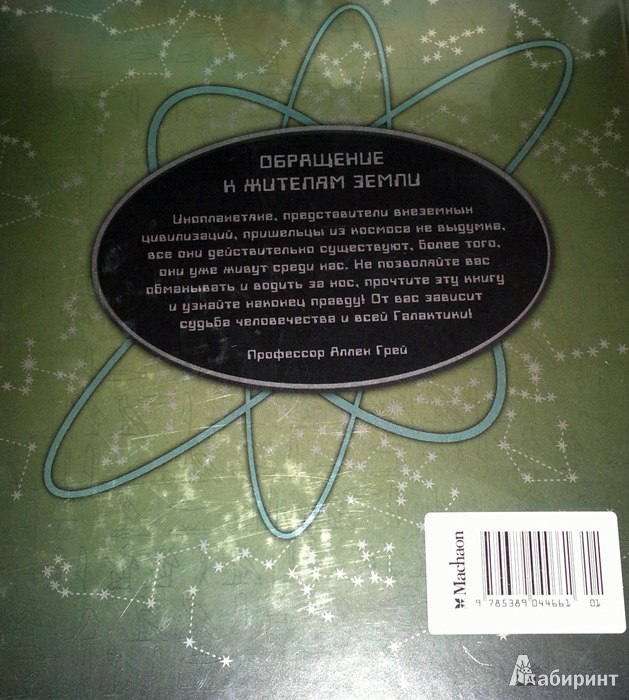 ОБРАЩЕНИЕ
К ЖИТЕЛЯМ ЗЕМЛИ
Инопланетяне, представители внеземных
цивилизаций, пришельцы из космоса не выдумка,
все они действительно существуют, более того,
они уже живут среди нас. Не позволяйте вас
обманывать и водить за нос, прочтите эту книгу
и узнайте наконец правду! От вас зависит
судьба человечества и всей Галактики!
Профессор Аллен Грей
Machaon
9 785389 044661 01
Лабиринт